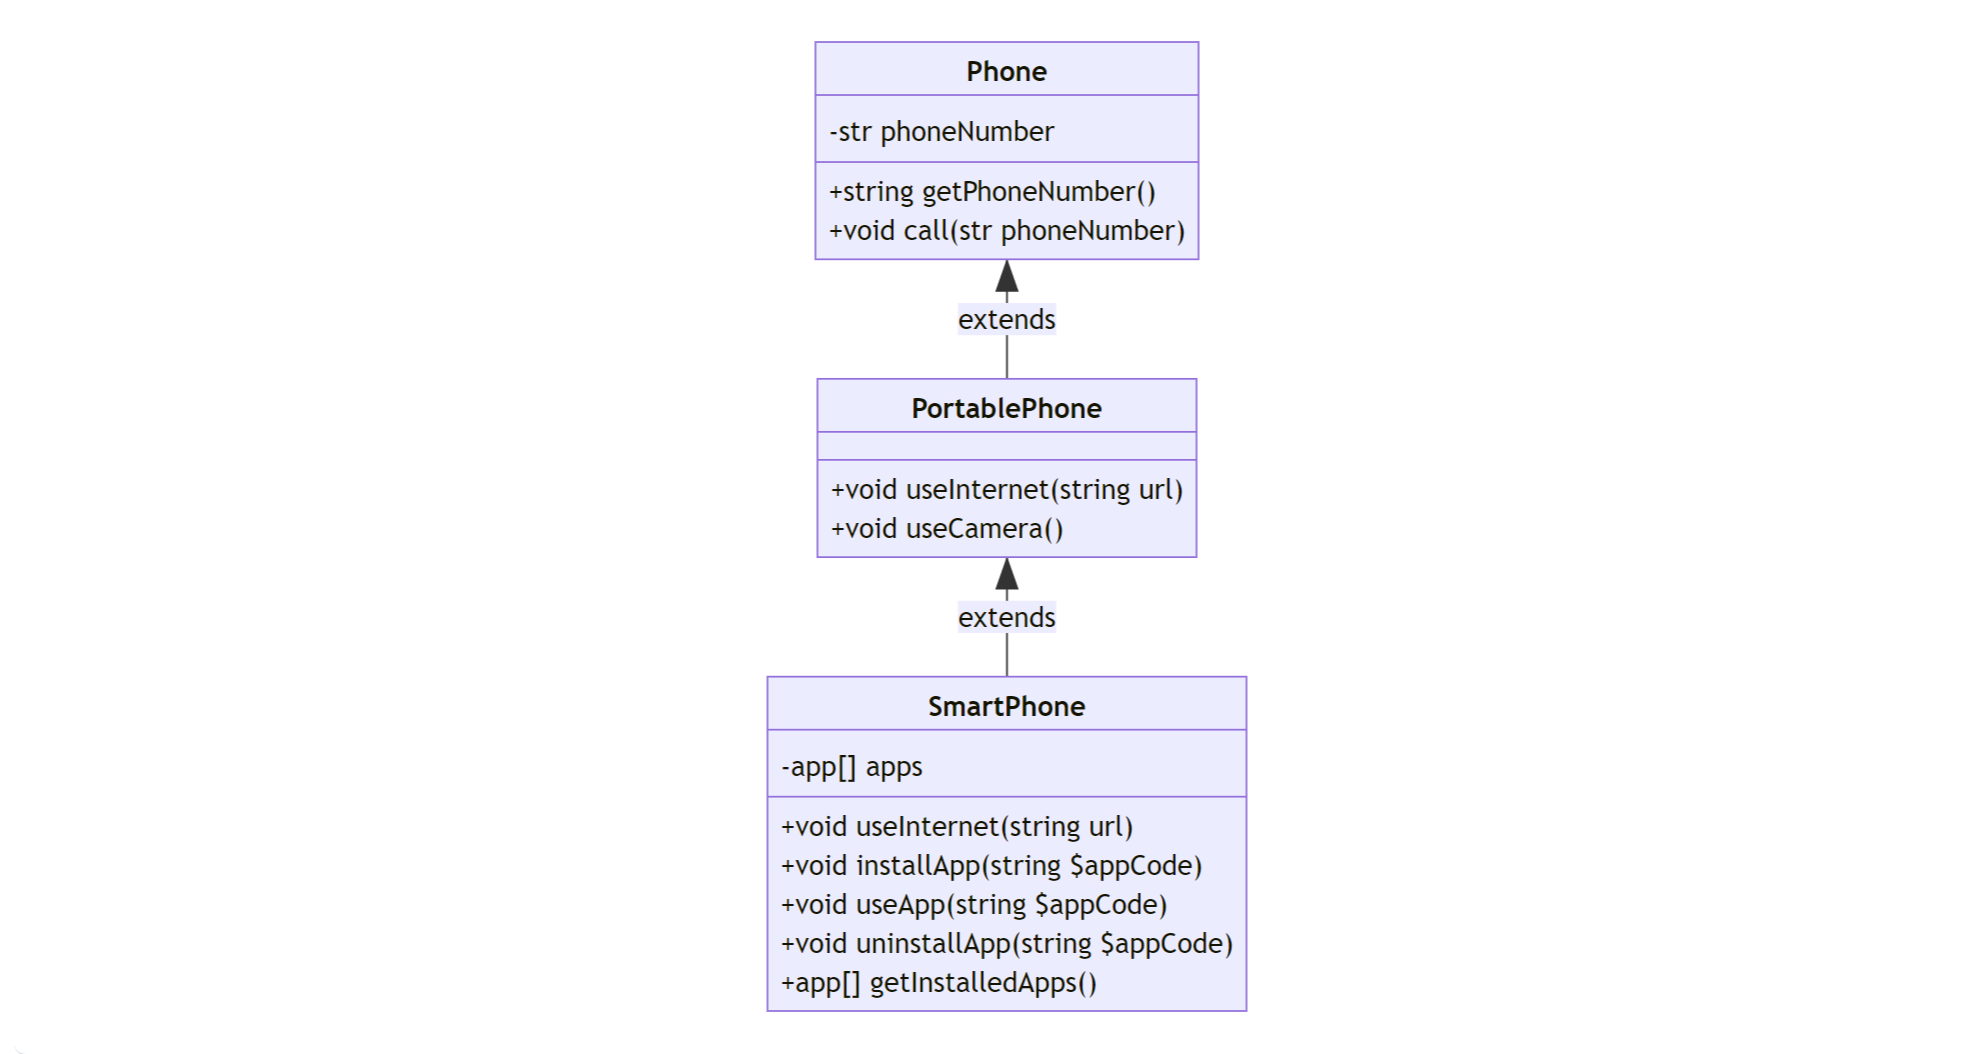 Phone
-str phoneNumber
+string getPhoneNumber()
+void call(str phoneNumber)
extends
PortablePhone
+void useInternet(string url)
+void useCamera()
extends
SmartPhone
-app[] apps
+void useInternet(string url)
+void installApp(string $appCode)
+void useApp(string $appCode)
+void uninstallApp(string $appCode)
+app[] getInstalledApps()